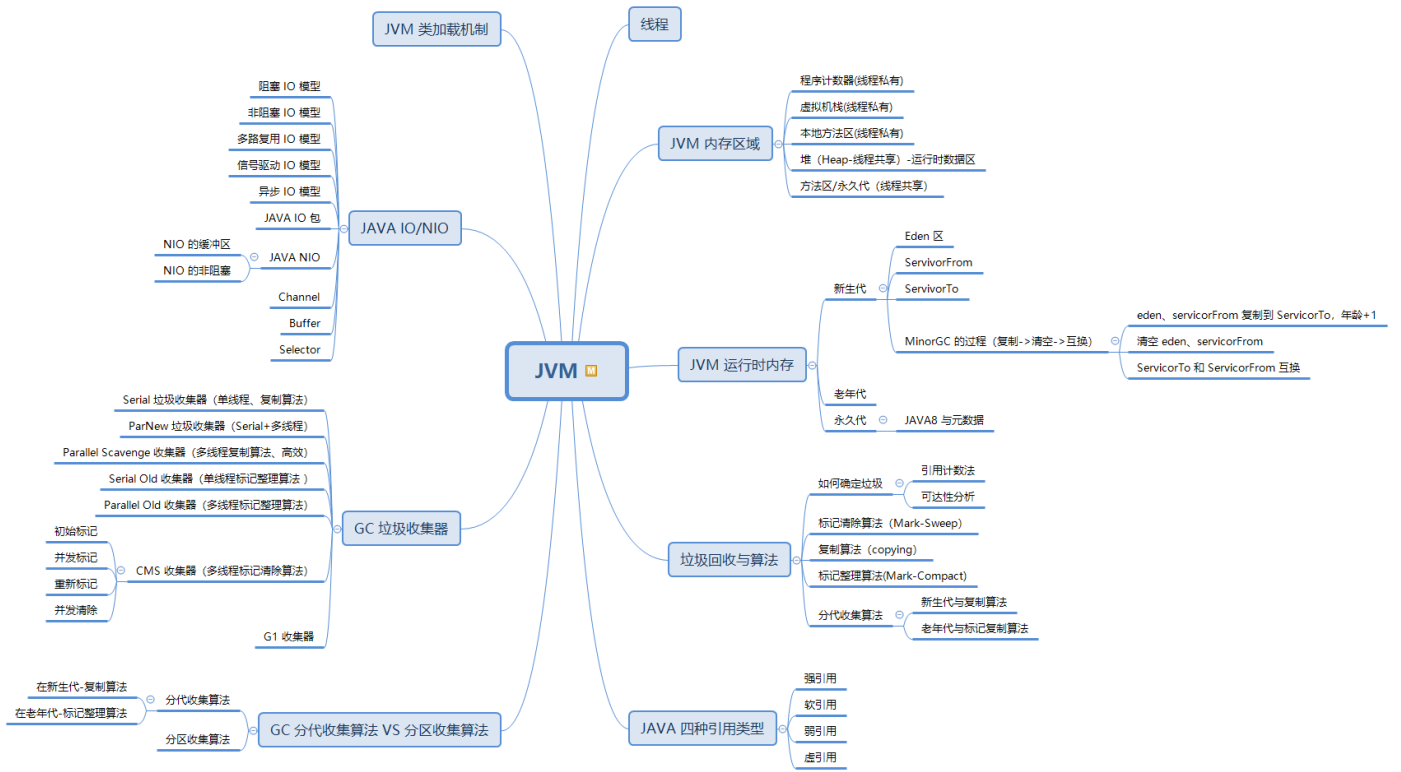 JVM
线程
JVM 内存区域
程序计数器(线程私有)
虚拟机栈(线程私有)
本地方法区(线程私有)
堆（Heap-线程共享）-运行时数据区
方法区/永久代（线程共享）
JVM 运行时内存
新生代
Eden 区
ServivorFrom
ServivorTo
MinorGC 的过程（复制->清空->互换）
eden、servicorFrom 复制到 ServicorTo，年龄+1
清空 eden、servicorFrom
ServicorTo 和 ServicorFrom 互换
老年代
永久代
JAVA8 与元数据
垃圾回收与算法
如何确定垃圾
引用计数法
可达性分析
标记清除算法（Mark-Sweep）
复制算法（copying）
标记整理算法(Mark-Compact)
分代收集算法
新生代与复制算法
老年代与标记复制算法
JAVA 四种引用类型
强引用
软引用
弱引用
虚引用
JVM 类加载机制
JAVA IO/NIO
阻塞 IO 模型
非阻塞 IO 模型
多路复用 IO 模型
信号驱动 IO 模型
异步 IO 模型
JAVA IO 包
JAVA NIO
NIO 的缓冲区
NIO 的非阻塞
Channel
Buffer
Selector
GC 垃圾收集器
Serial 垃圾收集器（单线程、复制算法）
ParNew 垃圾收集器（Serial+多线程）
Parallel Scavenge 收集器（多线程复制算法、高效）
Serial Old 收集器（单线程标记整理算法 ）
Parallel Old 收集器（多线程标记整理算法）
CMS 收集器（多线程标记清除算法）
初始标记
并发标记
重新标记
并发清除
G1 收集器
GC 分代收集算法 VS 分区收集算法
分代收集算法
在新生代-复制算法
在老年代-标记整理算法
分区收集算法